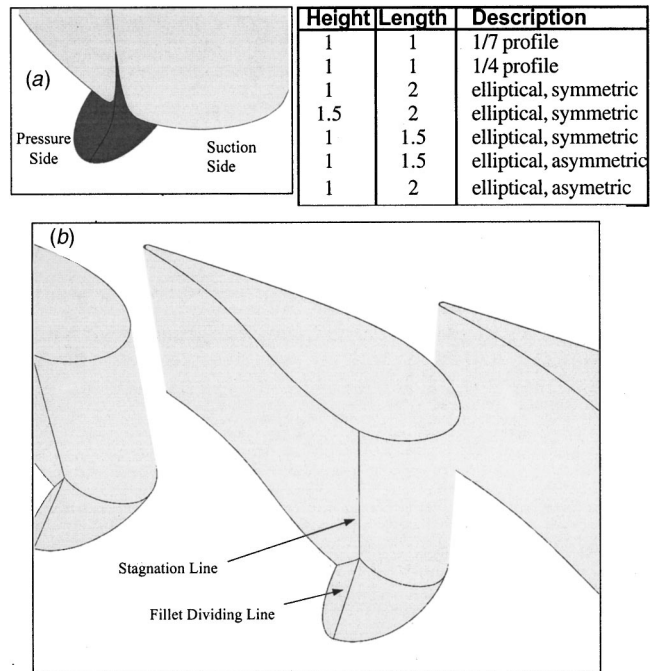 (a)
Pressure
Side
Suction
Side
Height Length Description
1 1 1/7 profile
1 1 1/4 profile
1 2 elliptical, symmetric
1.5 2 elliptical, symmetric
1 1.5 elliptical, symmetric
1 1.5 elliptical, asymmetric
1 2 elliptical, asymetric
(b)
Stagnation Line
Fillet Dividing Line